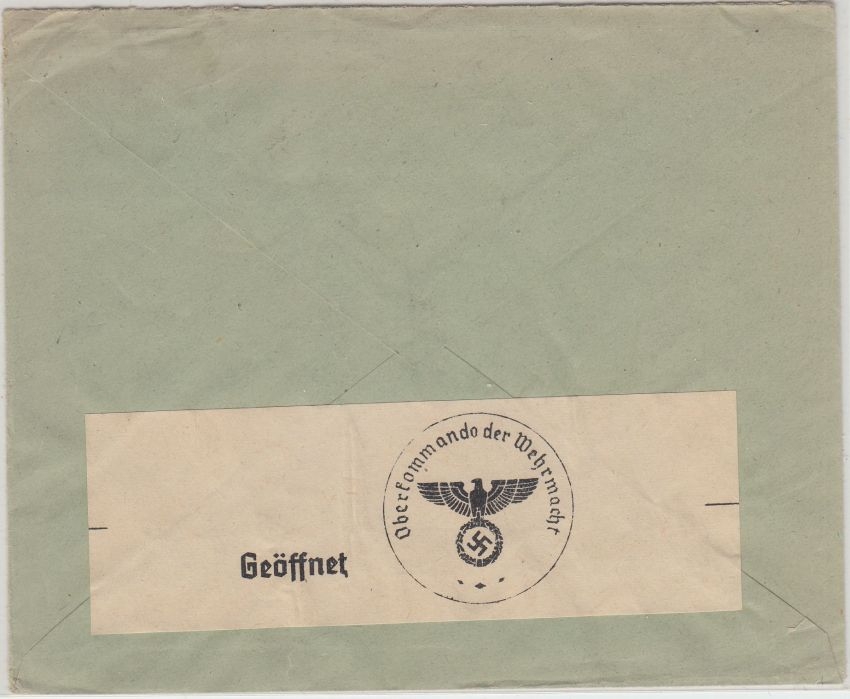 Oberkommando der Wehrmacht
Geöffnet